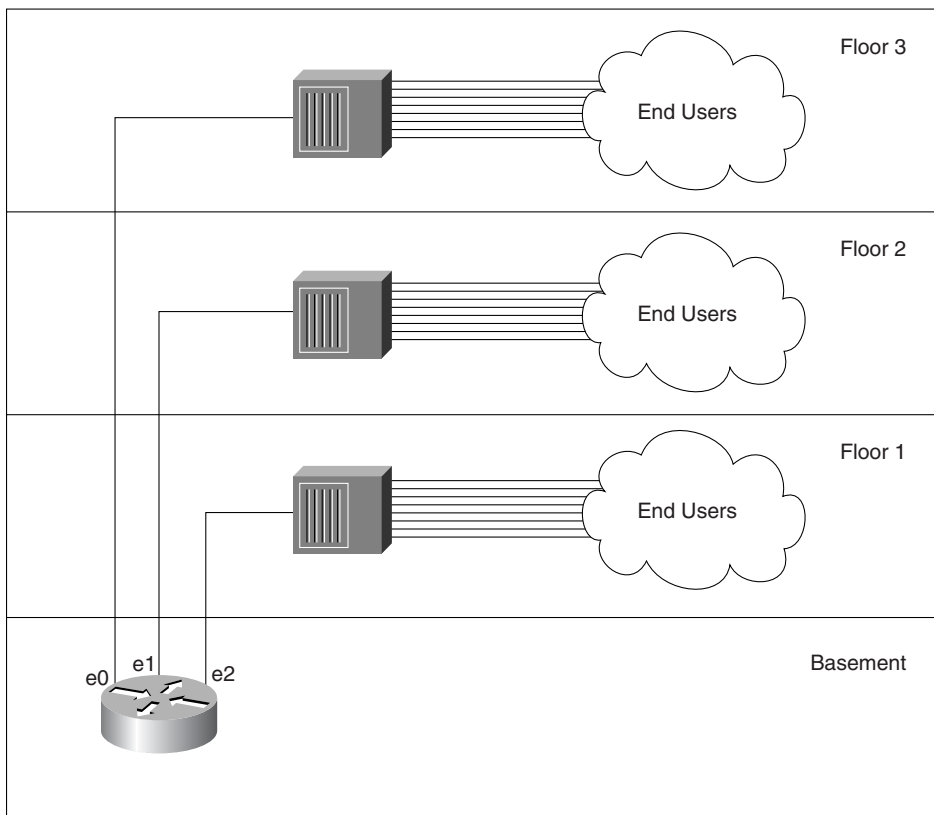 Floor 3
End Users
Floor 2
End Users
Floor 1
End Users
Basement
e0
e1
e2